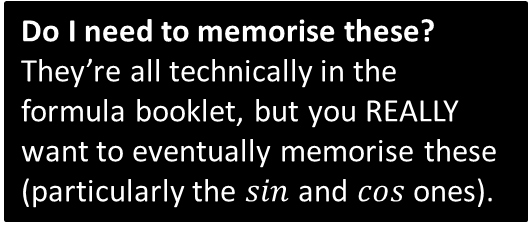 Do I need to memorise these?
They’re all technically in the
formula booklet, but you REALLY
want to eventually memorise these
(particularly the 𝑠𝑖𝑛 and 𝑐𝑜𝑠 ones).